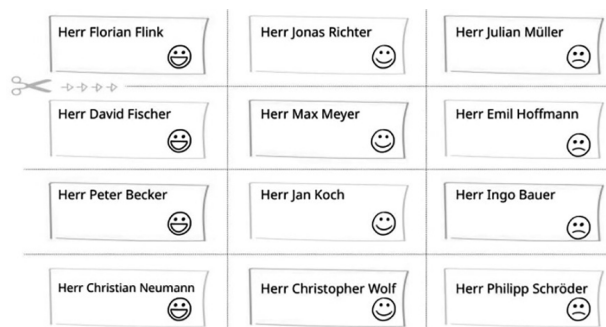 Herr Florian Flink
Herr Jonas Richter
Herr Julian Müller
Herr David Fischer
Herr Max Meyer
Herr Emil Hoffmann
Herr Peter Becker
Herr Jan Koch
Herr Ingo Bauer
Herr Christian Neumann
Herr Christopher Wolf
Herr Philipp Schröder